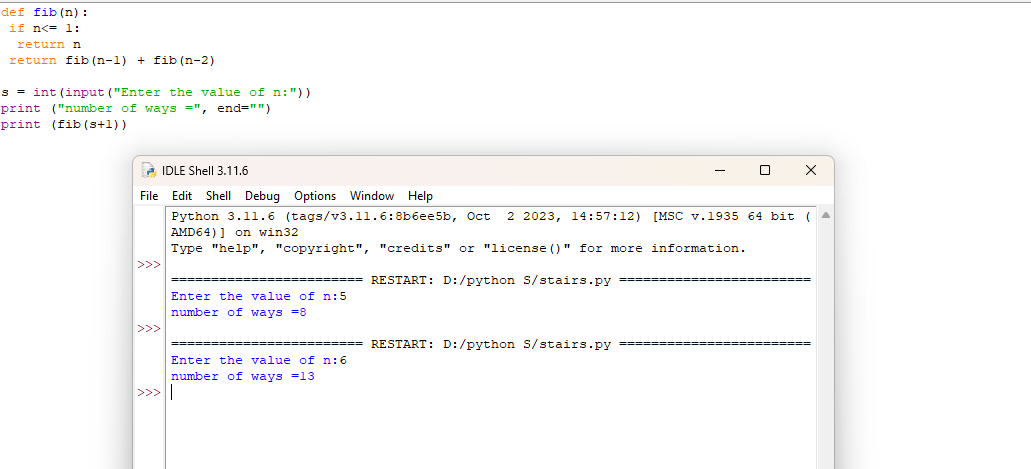 def fib(n):
 if n<= 1:
  return n
 return fib(n-1) + fib(n-2)
s = int(input("Enter the value of n:"))
print ("number of ways =", end="")
print (fib(s+1))
IDLE Shell 3.11.6
File Edit Shell Debug Options Window Help
Python 3.11.6 (tags/v3.11.6:8b6ee5b, Oct  2 2023, 14:57:12) [MSC v.1935 64 bit (
AMD64)] on win32
Type "help", "copyright", "credits" or "license()" for more information.
>>>
======================== RESTART: D:/python S/stairs.py ========================
Enter the value of n:5
number of ways =8
>>>
======================== RESTART: D:/python S/stairs.py ========================
Enter the value of n:6
number of ways =13
>>>